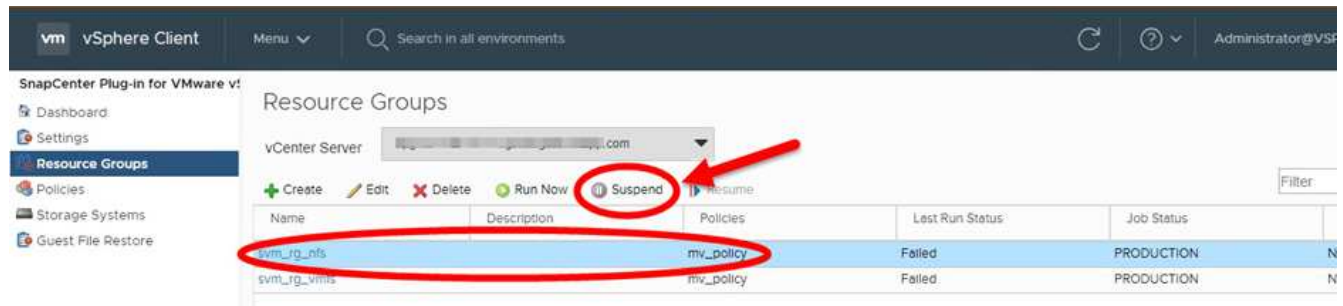 vm vSphere Client Menu Search in all environments Administrator@VSP
SnapCenter Plug-in for VMware vS
Dashboard
Settings
Resource Groups
Policies
Storage Systems
Guest File Restore
Resource Groups
vCenter Server .com
Create Edit Delete Run Now Suspend Resume
Filter
Name Description Policies Last Run Status Job Status
svm_rg_nfs mv_policy Failed PRODUCTION N
svm_rg_vmfs mv_policy Failed PRODUCTION N